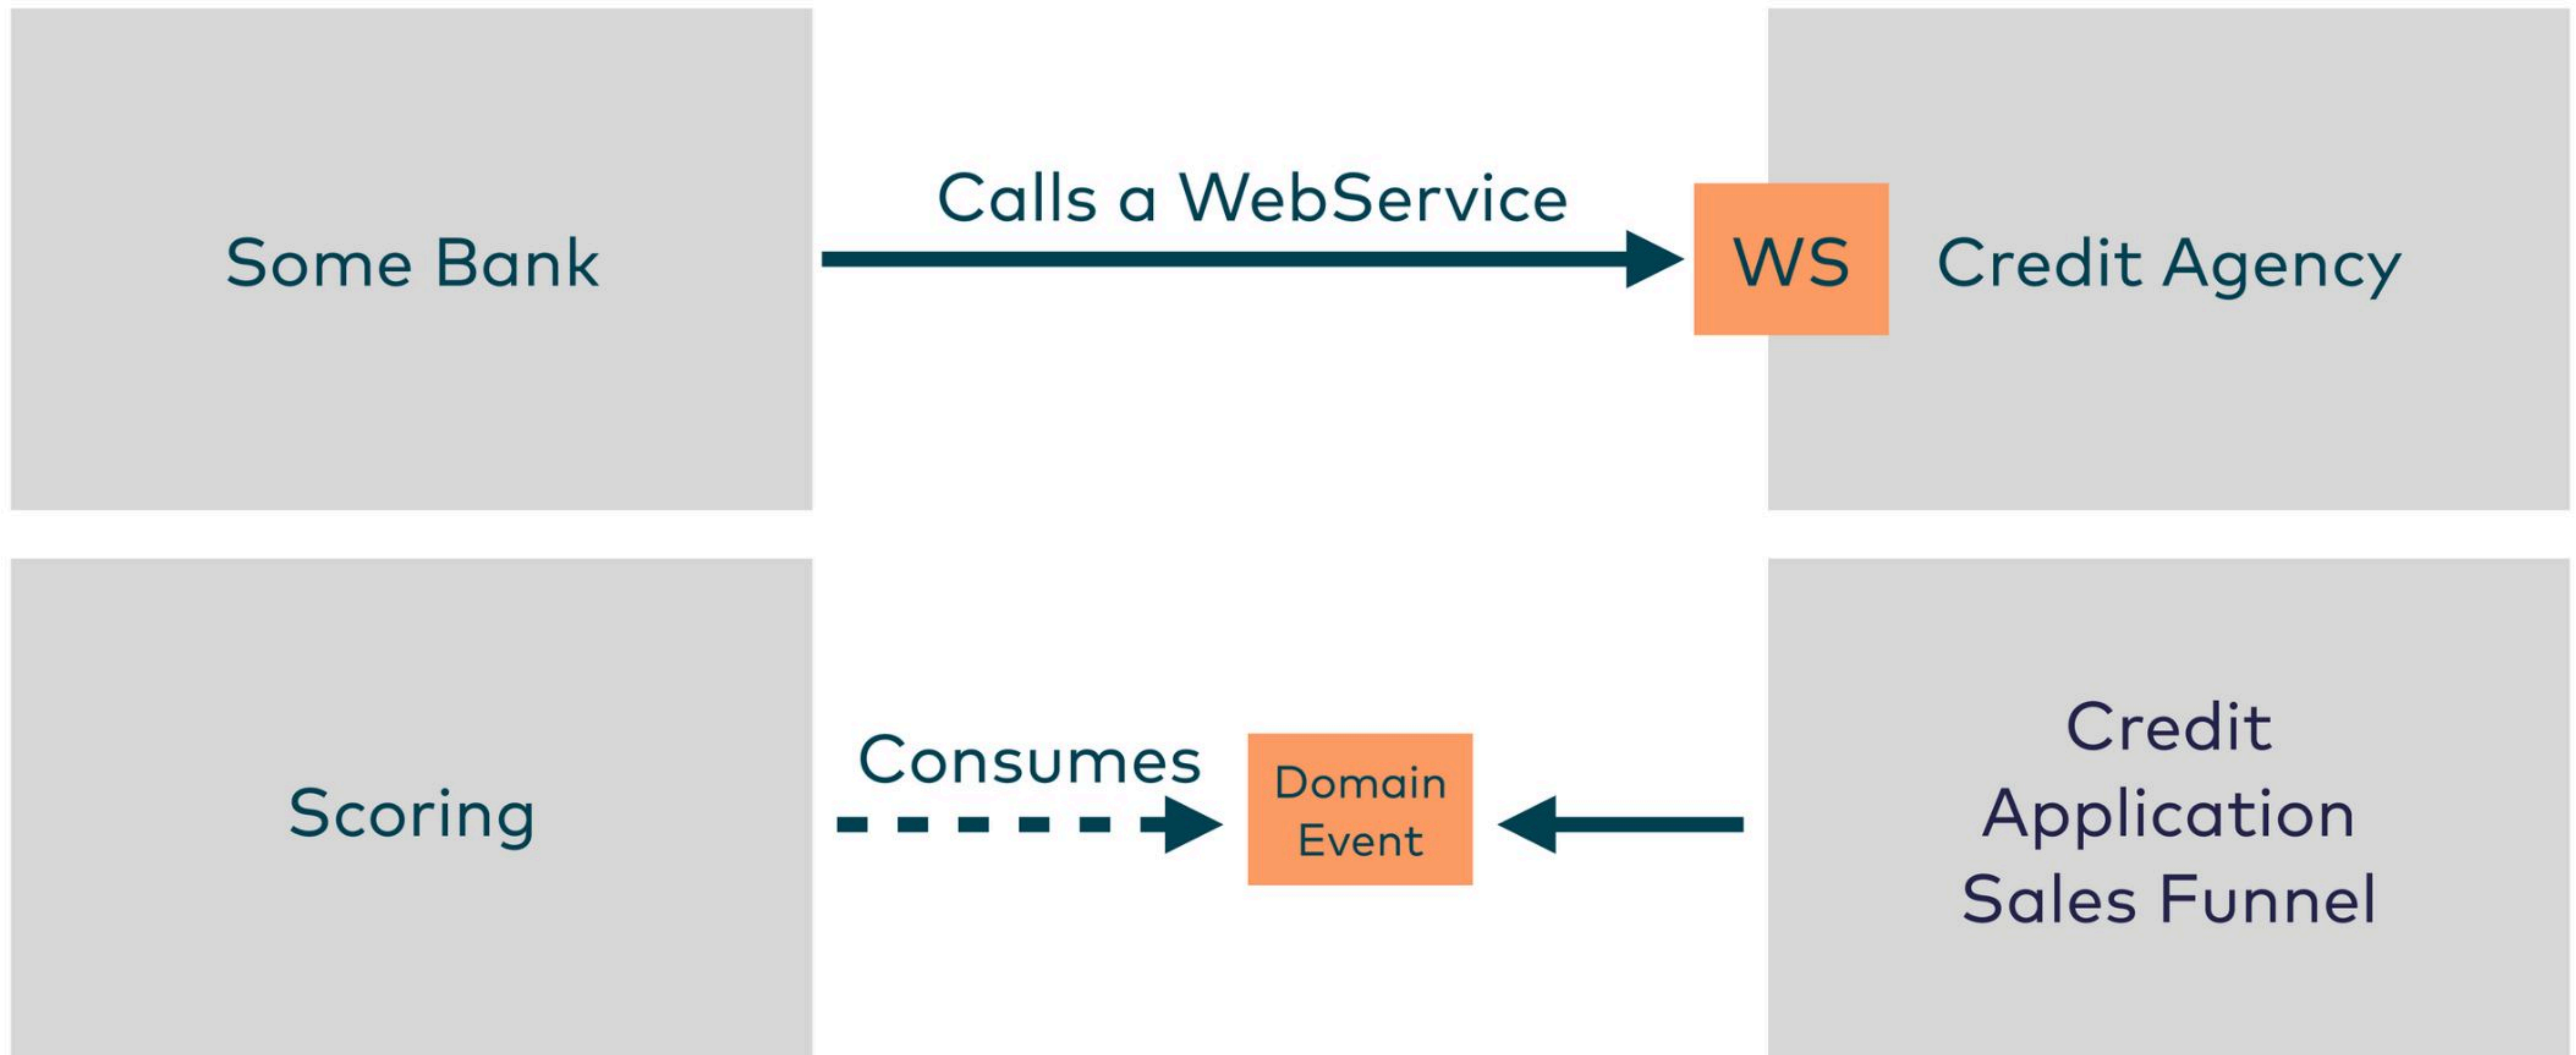 Some Bank
Calls a WebService
WS
Credit Agency
Scoring
Consumes
Domain
Event
Credit
Application
Sales Funnel